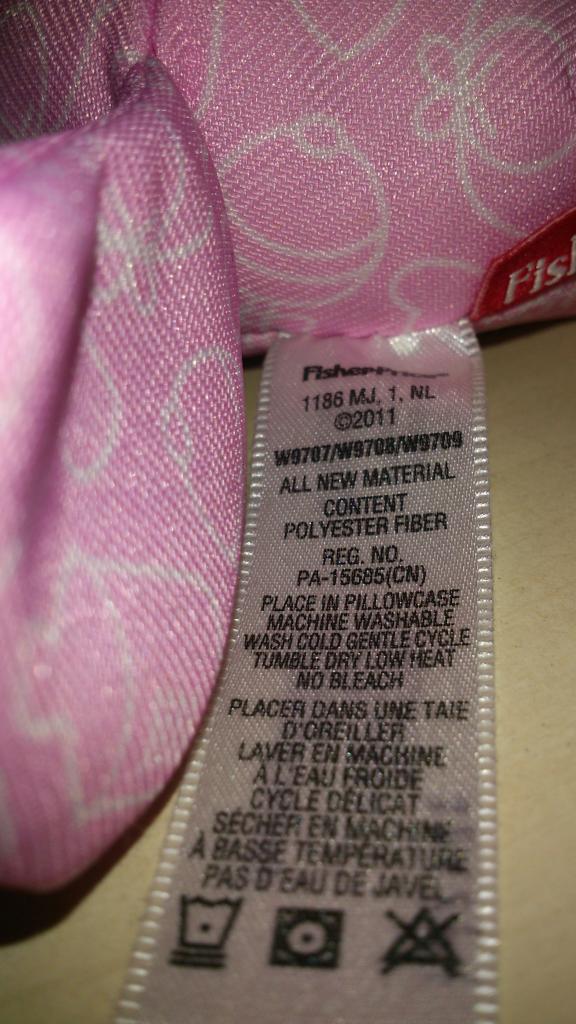 Fis
Fisher-Price
1186 MJ, 1, NL
©2011
W9707/W9708/W9709
ALL NEW MATERIAL
CONTENT
POLYESTER FIBER
REG. NO.
PA-15685(CN)
PLACE IN PILLOWCASE
MACHINE WASHABLE
WASH COLD GENTLE CYCLE
TUMBLE DRY LOW HEAT
NO BLEACH
PLACER DANS UNE TAIE
D'OREILLER
LAVER EN MACHINE
À L'EAU FROIDE
CYCLE DÉLICAT
SÉCHER EN MACHINE
À BASSE TEMPÉRATURE
PAS D'EAU DE JAVEL